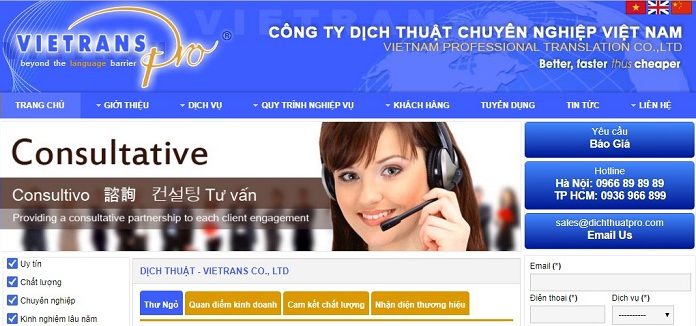 VIETRANS Pro ®
beyond the language barrier
CÔNG TY DỊCH THUẬT CHUYÊN NGHIỆP VIỆT NAM
VIETNAM PROFESSIONAL TRANSLATION CO.,LTD
Better, faster thus cheaper
TRANG CHỦ GIỚI THIỆU DỊCH VỤ QUY TRÌNH NGHIỆP VỤ KHÁCH HÀNG TUYỂN DỤNG TIN TỨC LIÊN HỆ
Consultative
Consultivo 諮詢 컨설팅 Tư vấn
Providing a consultative partnership to each client engagement
Yêu cầu
Báo Giá
Hotline
Hà Nội: 0966 89 89 89
TP HCM: 0936 966 899
sales@dichthuatpro.com
Email Us
Uy tín
Chất lượng
Chuyên nghiệp
Kinh nghiệm lâu năm
DỊCH THUẬT - VIETRANS CO., LTD
Thư Ngỏ Quan điểm kinh doanh Cam kết chất lượng Nhận diện thương hiệu
Email (*)
Điện thoại (*) Dịch vụ (*)
----------